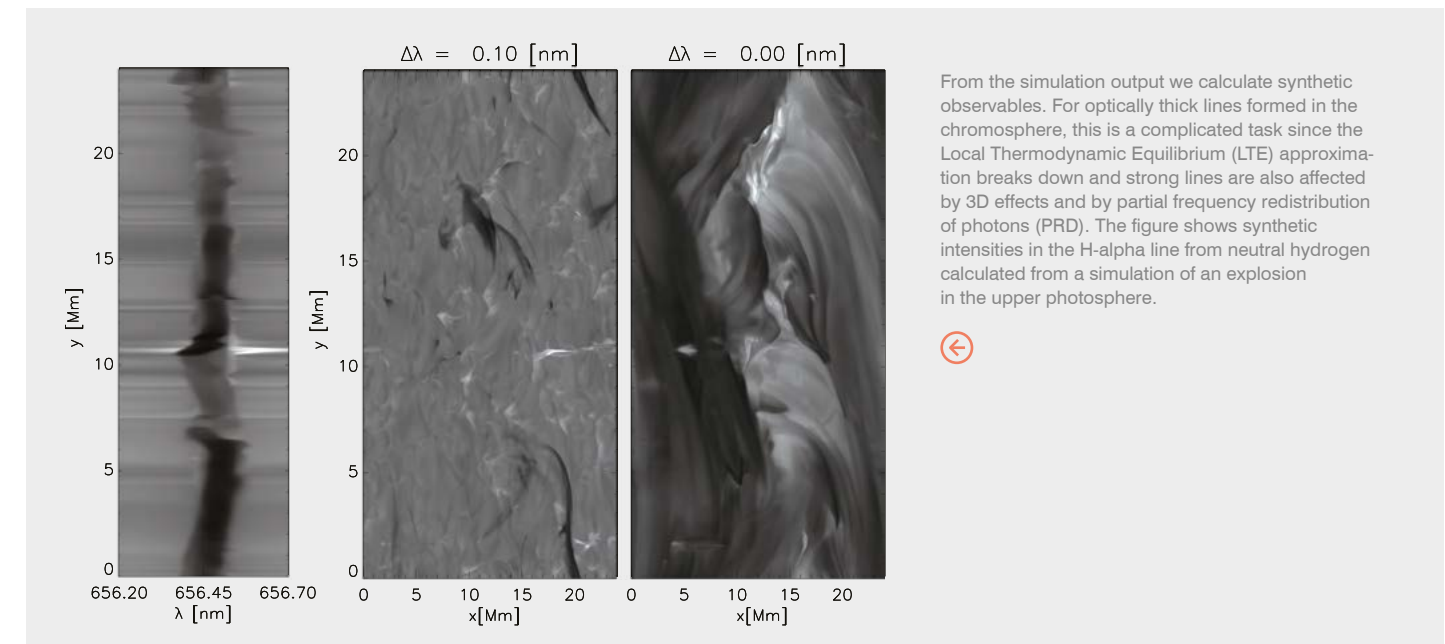 Δλ = 0.10 [nm]
Δλ = 0.00 [nm]
20
15
10
5
0
y [Mm]
656.20 656.45 656.70
λ [nm]
20
15
10
5
0
y [Mm]
0 5 10 15 20
x[Mm]
0 5 10 15 20
x[Mm]
From the simulation output we calculate synthetic
observables. For optically thick lines formed in the
chromosphere, this is a complicated task since the
Local Thermodynamic Equilibrium (LTE) approxima-
tion breaks down and strong lines are also affected
by 3D effects and by partial frequency redistribution
of photons (PRD). The figure shows synthetic
intensities in the H-alpha line from neutral hydrogen
calculated from a simulation of an explosion
in the upper photosphere.